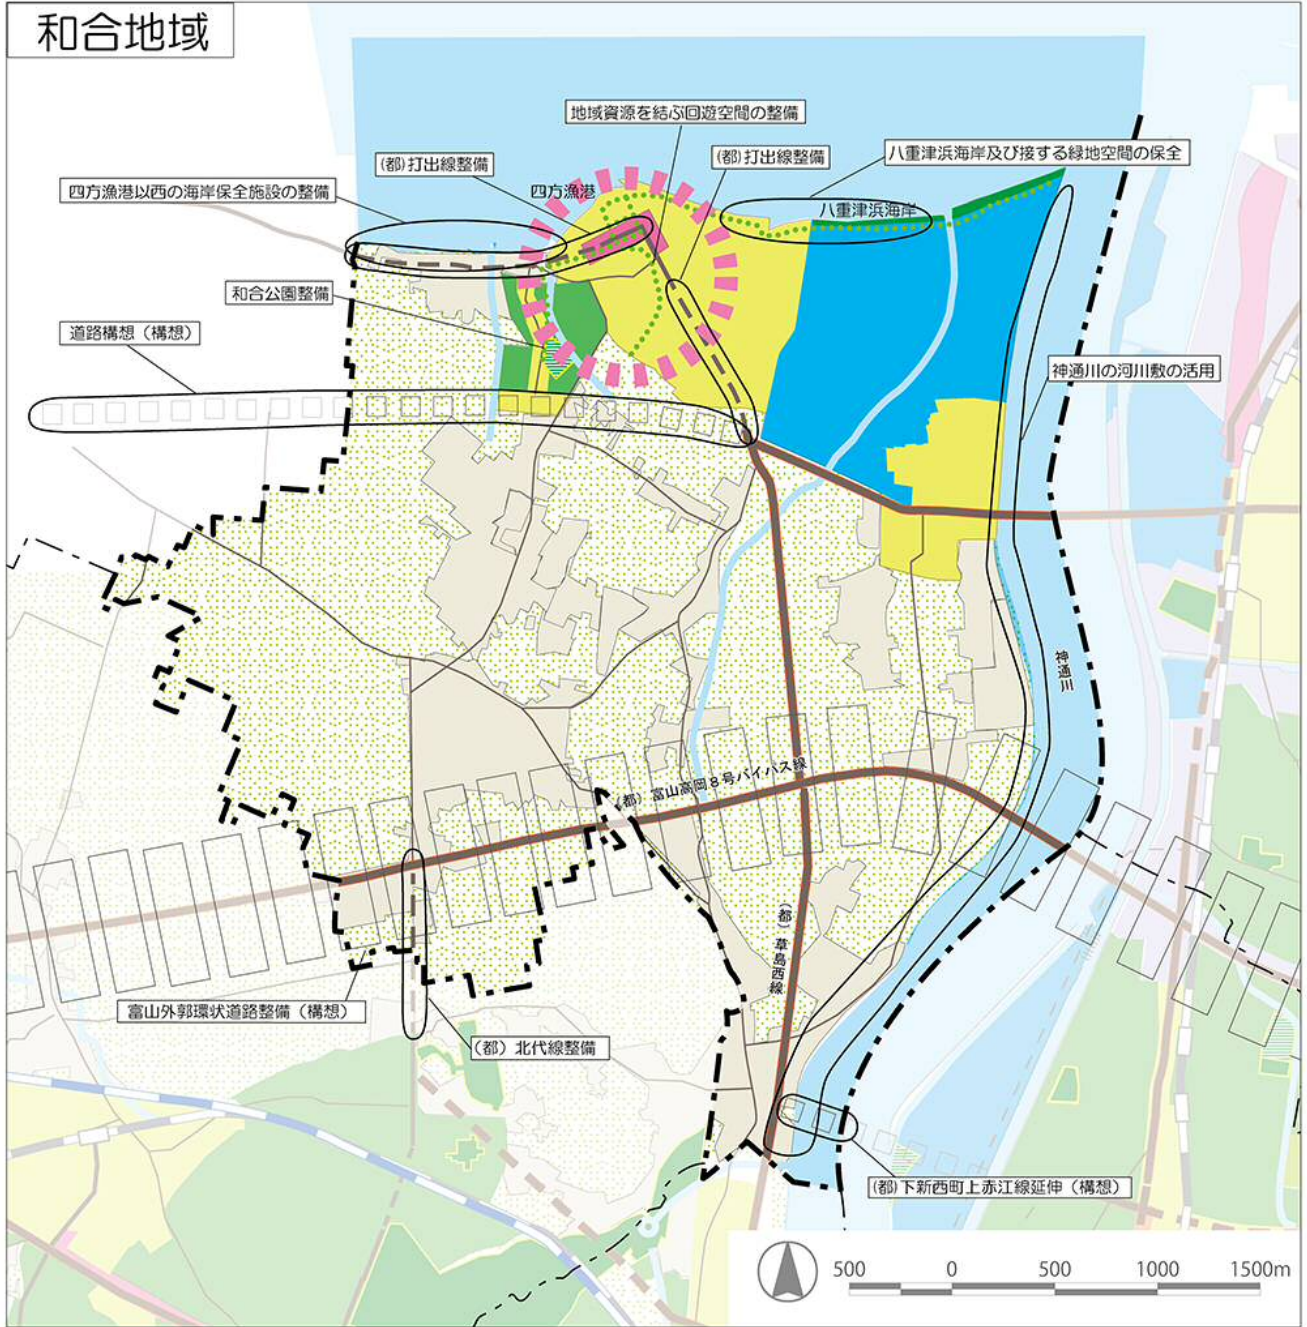 和合地域
地域資源を結ぶ回遊空間の整備
(都)打出線整備
(都)打出線整備
八重津浜海岸及び接する緑地空間の保全
四方漁港以西の海岸保全施設の整備
四方漁港
八重津浜海岸
和合公園整備
道路構想（構想）
神通川の河川敷の活用
神通川
（都）富山高岡8号バイパス線
（都）草島西線
富山外郭環状道路整備（構想）
（都）北代線整備
(都)下新西町上赤江線延伸（構想）
500 0 500 1000 1500m